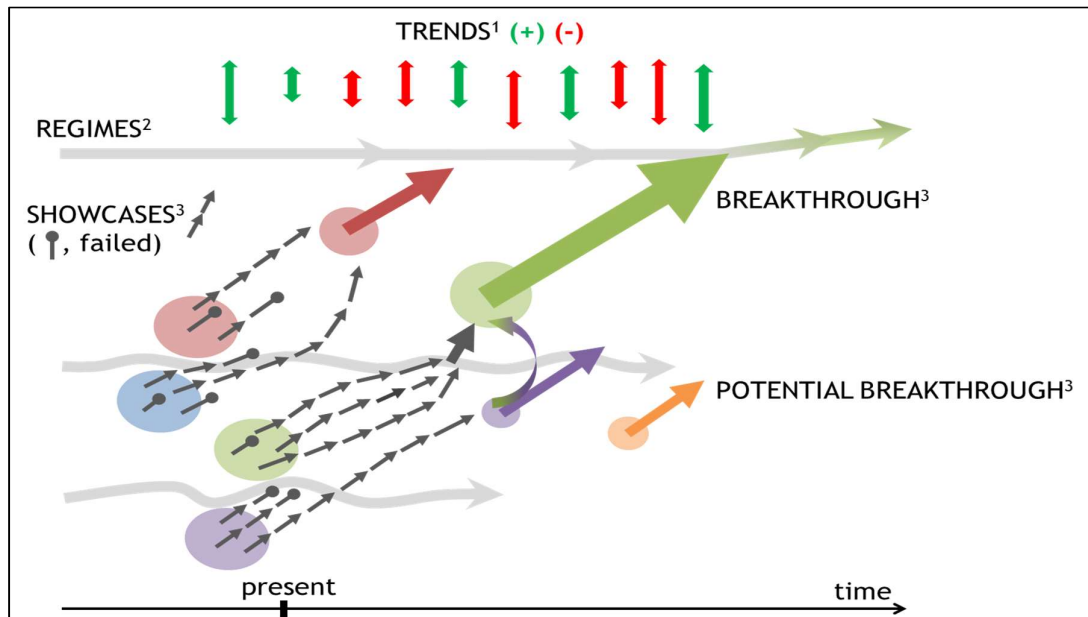 TRENDS¹ (+) (-)
REGIMES²
SHOWCASES³
( , failed)
BREAKTHROUGH³
POTENTIAL BREAKTHROUGH³
present
time